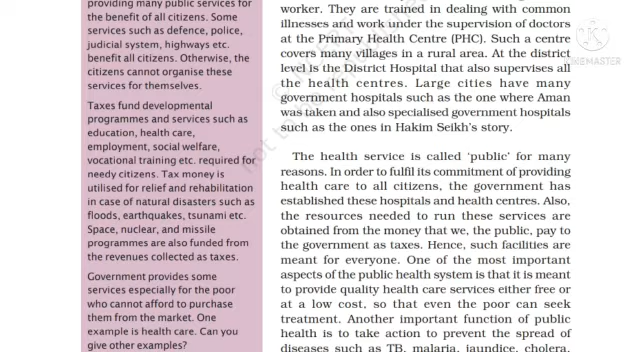 providing many public services for
the benefit of all citizens. Some
services such as defence, police,
judicial system, highways etc.
benefit all citizens. Otherwise, the
citizens cannot organise these
services for themselves.
Taxes fund developmental
programmes and services such as
education, health care,
employment, social welfare,
vocational training etc. required for
needy citizens. Tax money is
utilised for relief and rehabilitation
in case of natural disasters such as
floods, earthquakes, tsunami etc.
Space, nuclear, and missile
programmes are also funded from
the revenues collected as taxes.
Government provides some
services especially for the poor
who cannot afford to purchase
them from the market. One
example is health care. Can you
give other examples?
worker. They are trained in dealing with common
illnesses and work under the supervision of doctors
at the Primary Health Centre (PHC). Such a centre
covers many villages in a rural area. At the district
level is the District Hospital that also supervises all
the health centres. Large cities have many
government hospitals such as the one where Aman
was taken and also specialised government hospitals
such as the ones in Hakim Seikh's story.
The health service is called 'public' for many
reasons. In order to fulfil its commitment of providing
health care to all citizens, the government has
established these hospitals and health centres. Also,
the resources needed to run these services are
obtained from the money that we, the public, pay to
the government as taxes. Hence, such facilities are
meant for everyone. One of the most important
aspects of the public health system is that it is meant
to provide quality health care services either free or
at a low cost, so that even the poor can seek
treatment. Another important function of public
health is to take action to prevent the spread of
diseases such as TB, malaria, jaundice, cholera,
KINEMASTER